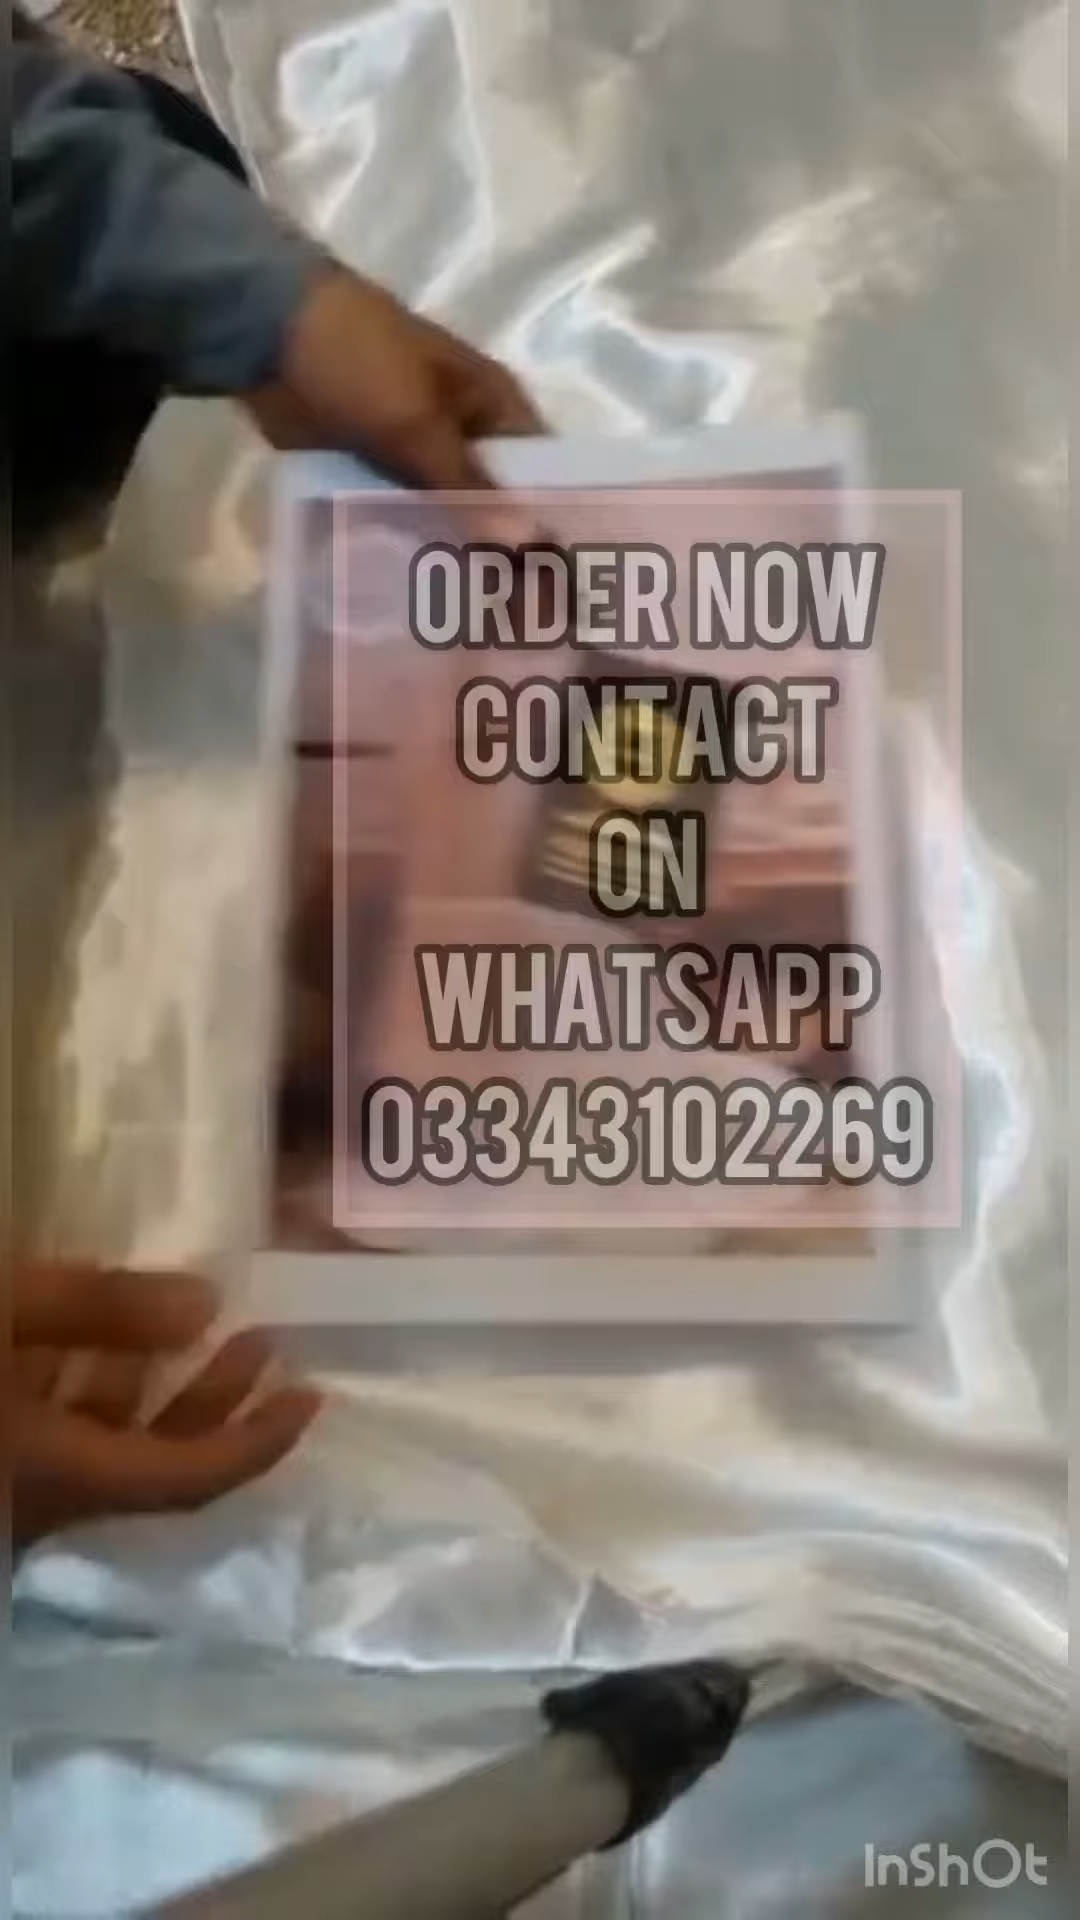 ORDER NOW
CONTACT
ON
WHATSAPP
03343102269
InShOt